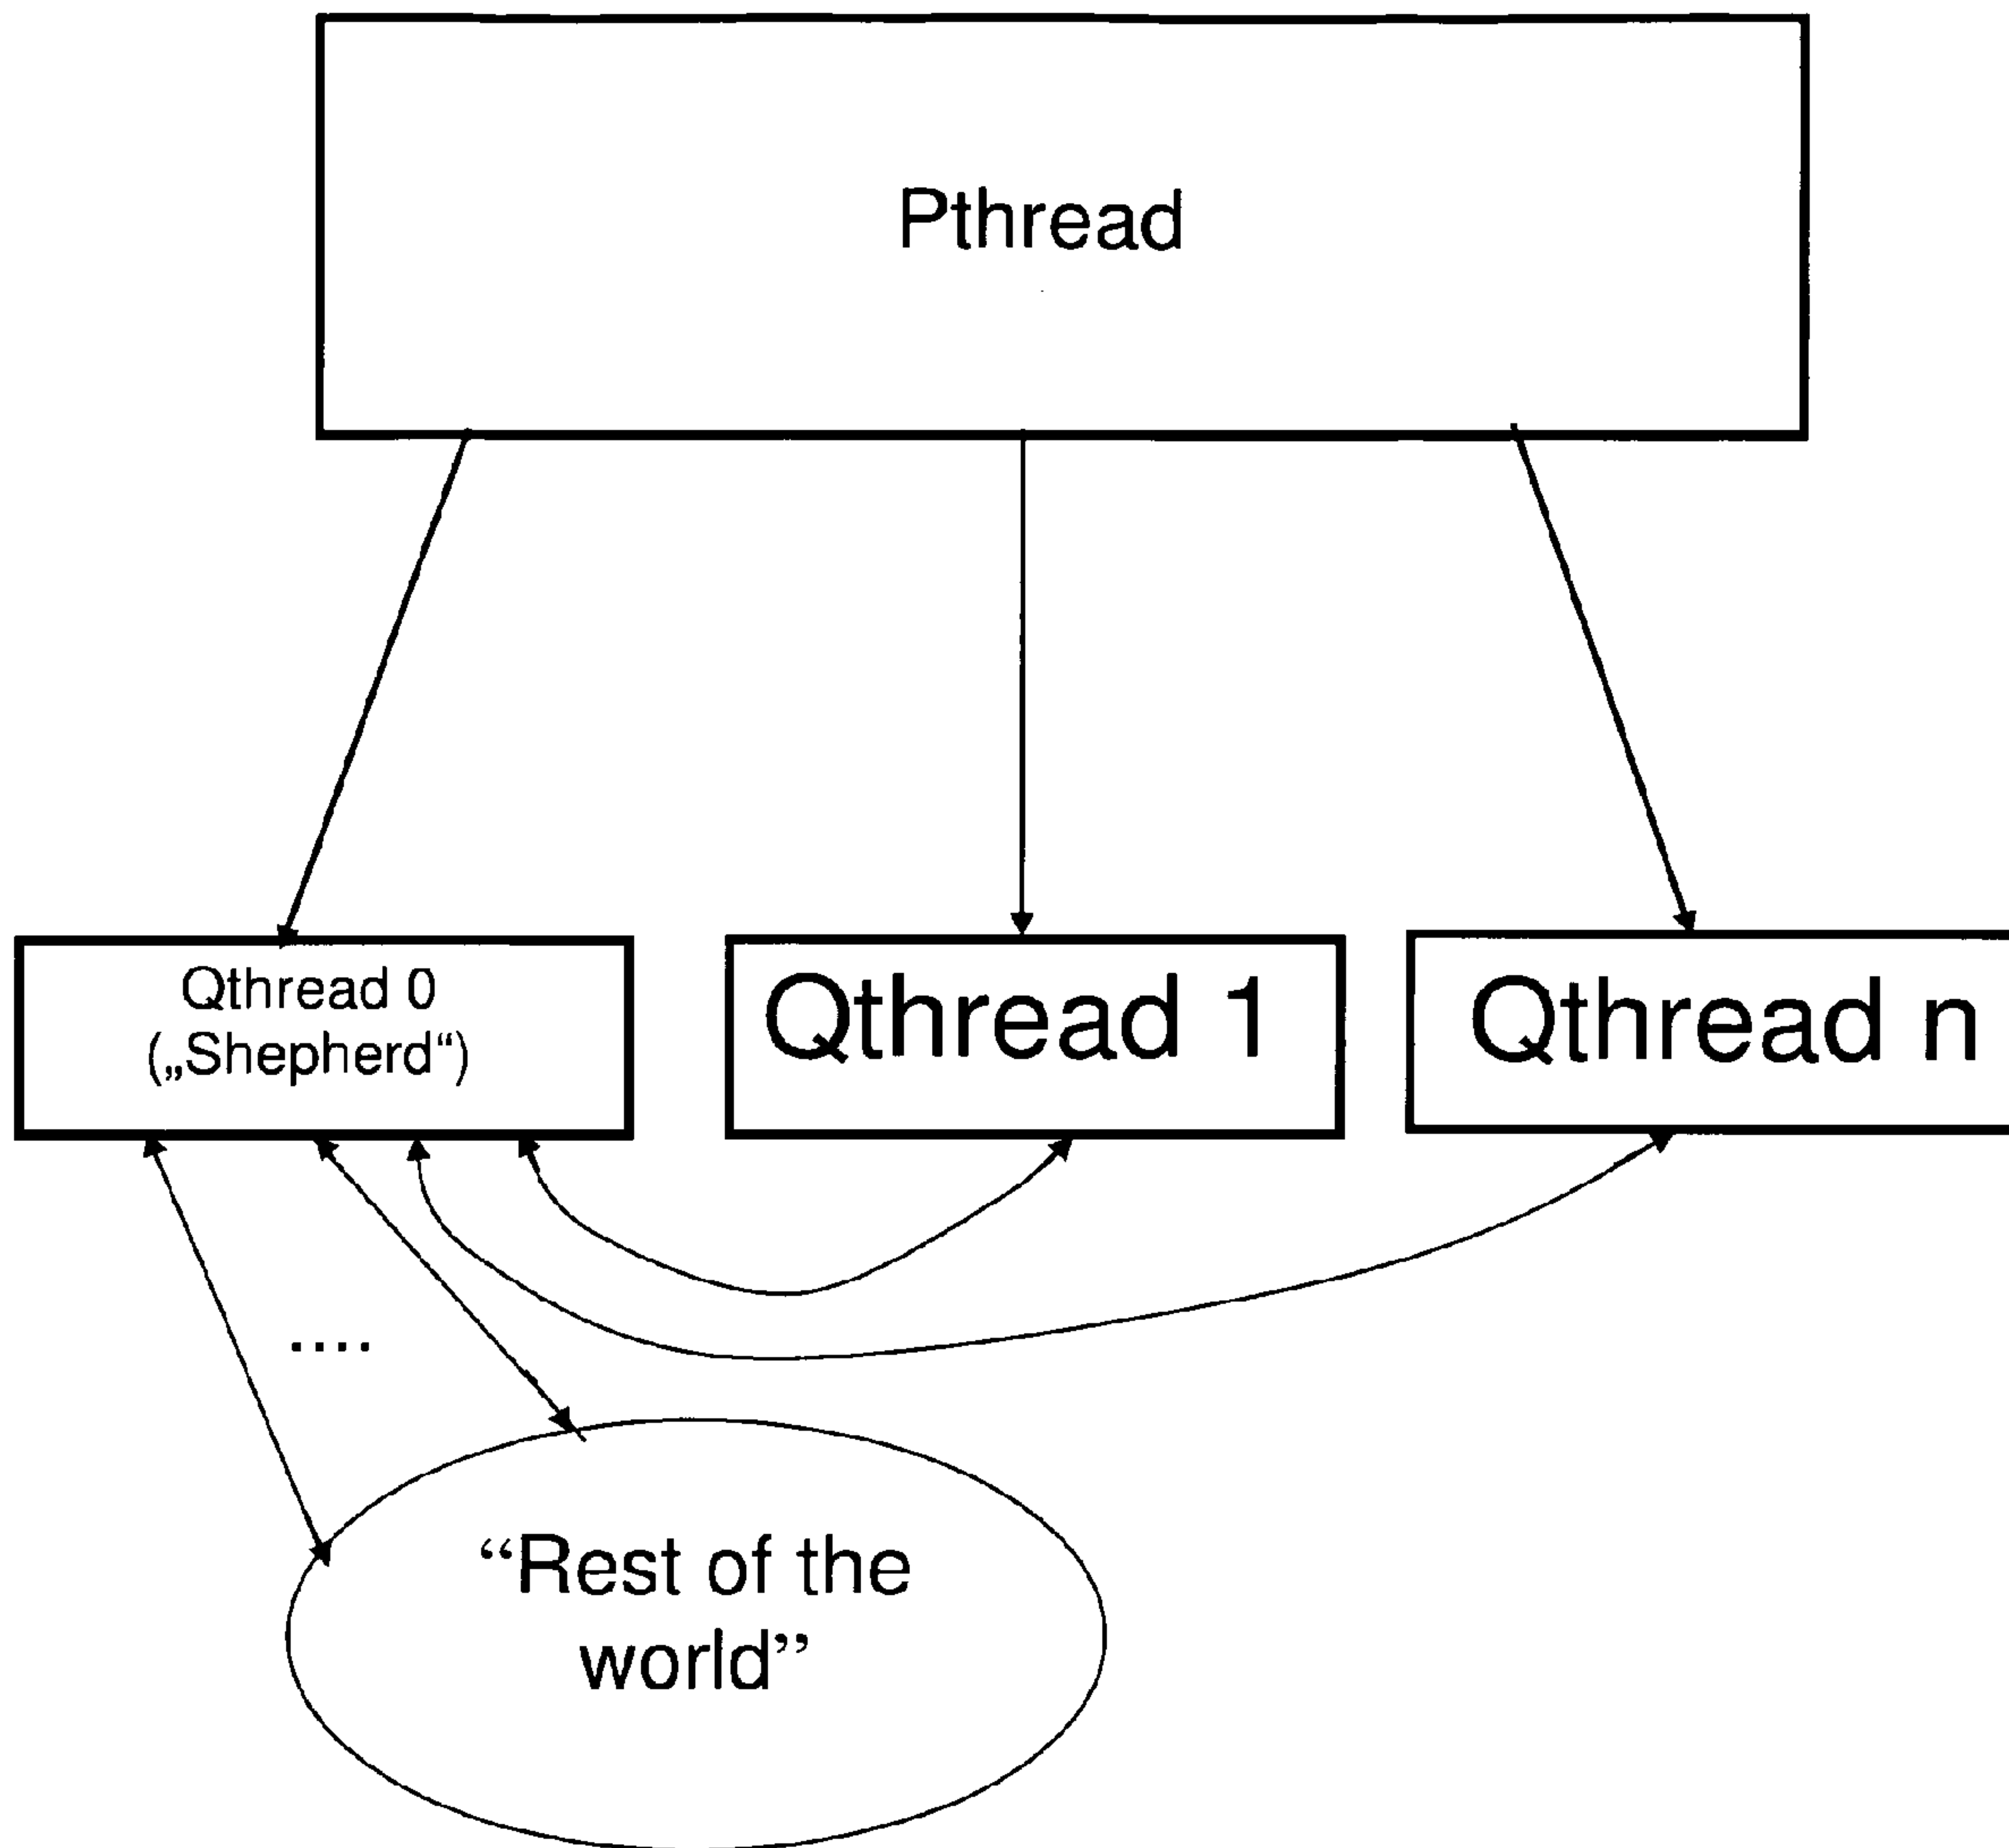 Pthread
Qthread 0
(„Shepherd“)
Qthread 1
Qthread n
....
“Rest of the
world”